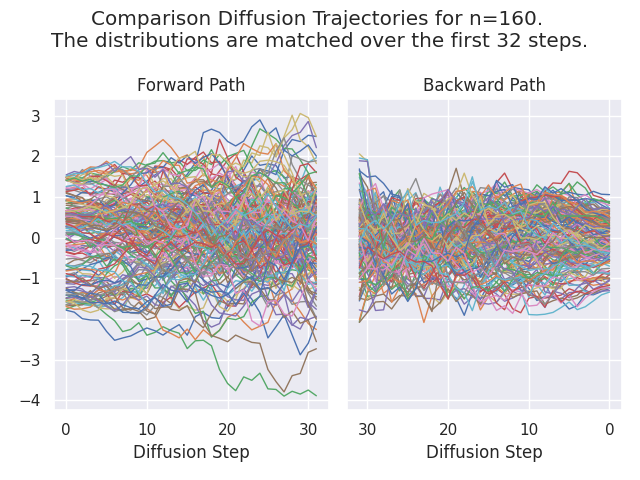 Comparison Diffusion Trajectories for n=160.
The distributions are matched over the first 32 steps.
Forward Path
Backward Path
3
2
1
0
−1
−2
−3
−4
0 10 20 30
30 20 10 0
Diffusion Step
Diffusion Step